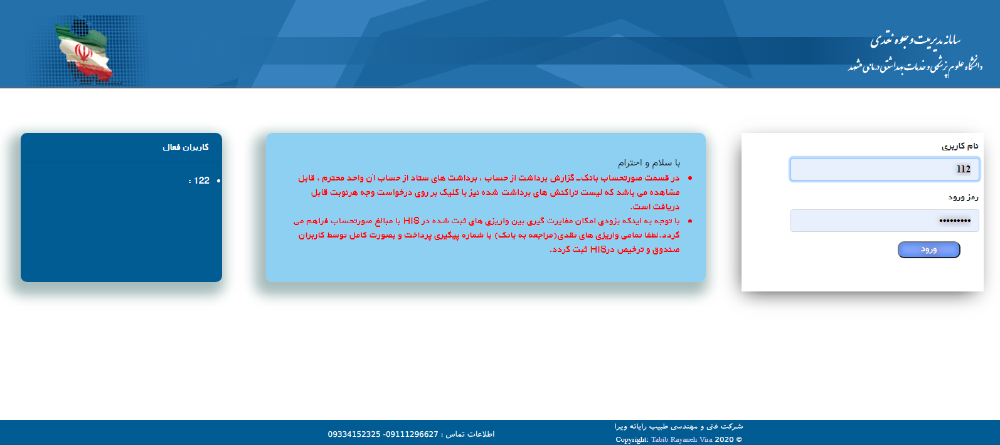 سامانه مدیریت وجوه نقدی
دانشگاه علوم پزشکی و خدمات بهداشتی درمانی مشهد
نام کاربری
112
رمز ورود
•••••••••
ورود
با سلام و احترام
در قسمت صورتحساب بانک-گزارش برداشت از حساب ، برداشت های ستاد از حساب آن واحد محترم ، قابل
مشاهده می باشد که لیست تراکنش های برداشت شده نیز با کلیک بر روی درخواست وجه هرنوبت قابل
دریافت است.
با توجه به اینکه بزودی امکان مغایرت گیری بین واریزی های ثبت شده در HIS با مبالغ صورتحساب فراهم می
گردد.لطفا تمامی واریزی های نقدی(مراجعه به بانک) با شماره پیگیری پرداخت و بصورت کامل توسط کاربران
صندوق و ترخیص درHIS ثبت گردد.
کاربران فعال
122 :
شرکت فنی و مهندسی طبیب رایانه ویرا
Copyright: Tabib Rayaneh Vira 2020 ©
اطلاعات تماس : 09111296627- 09334152325